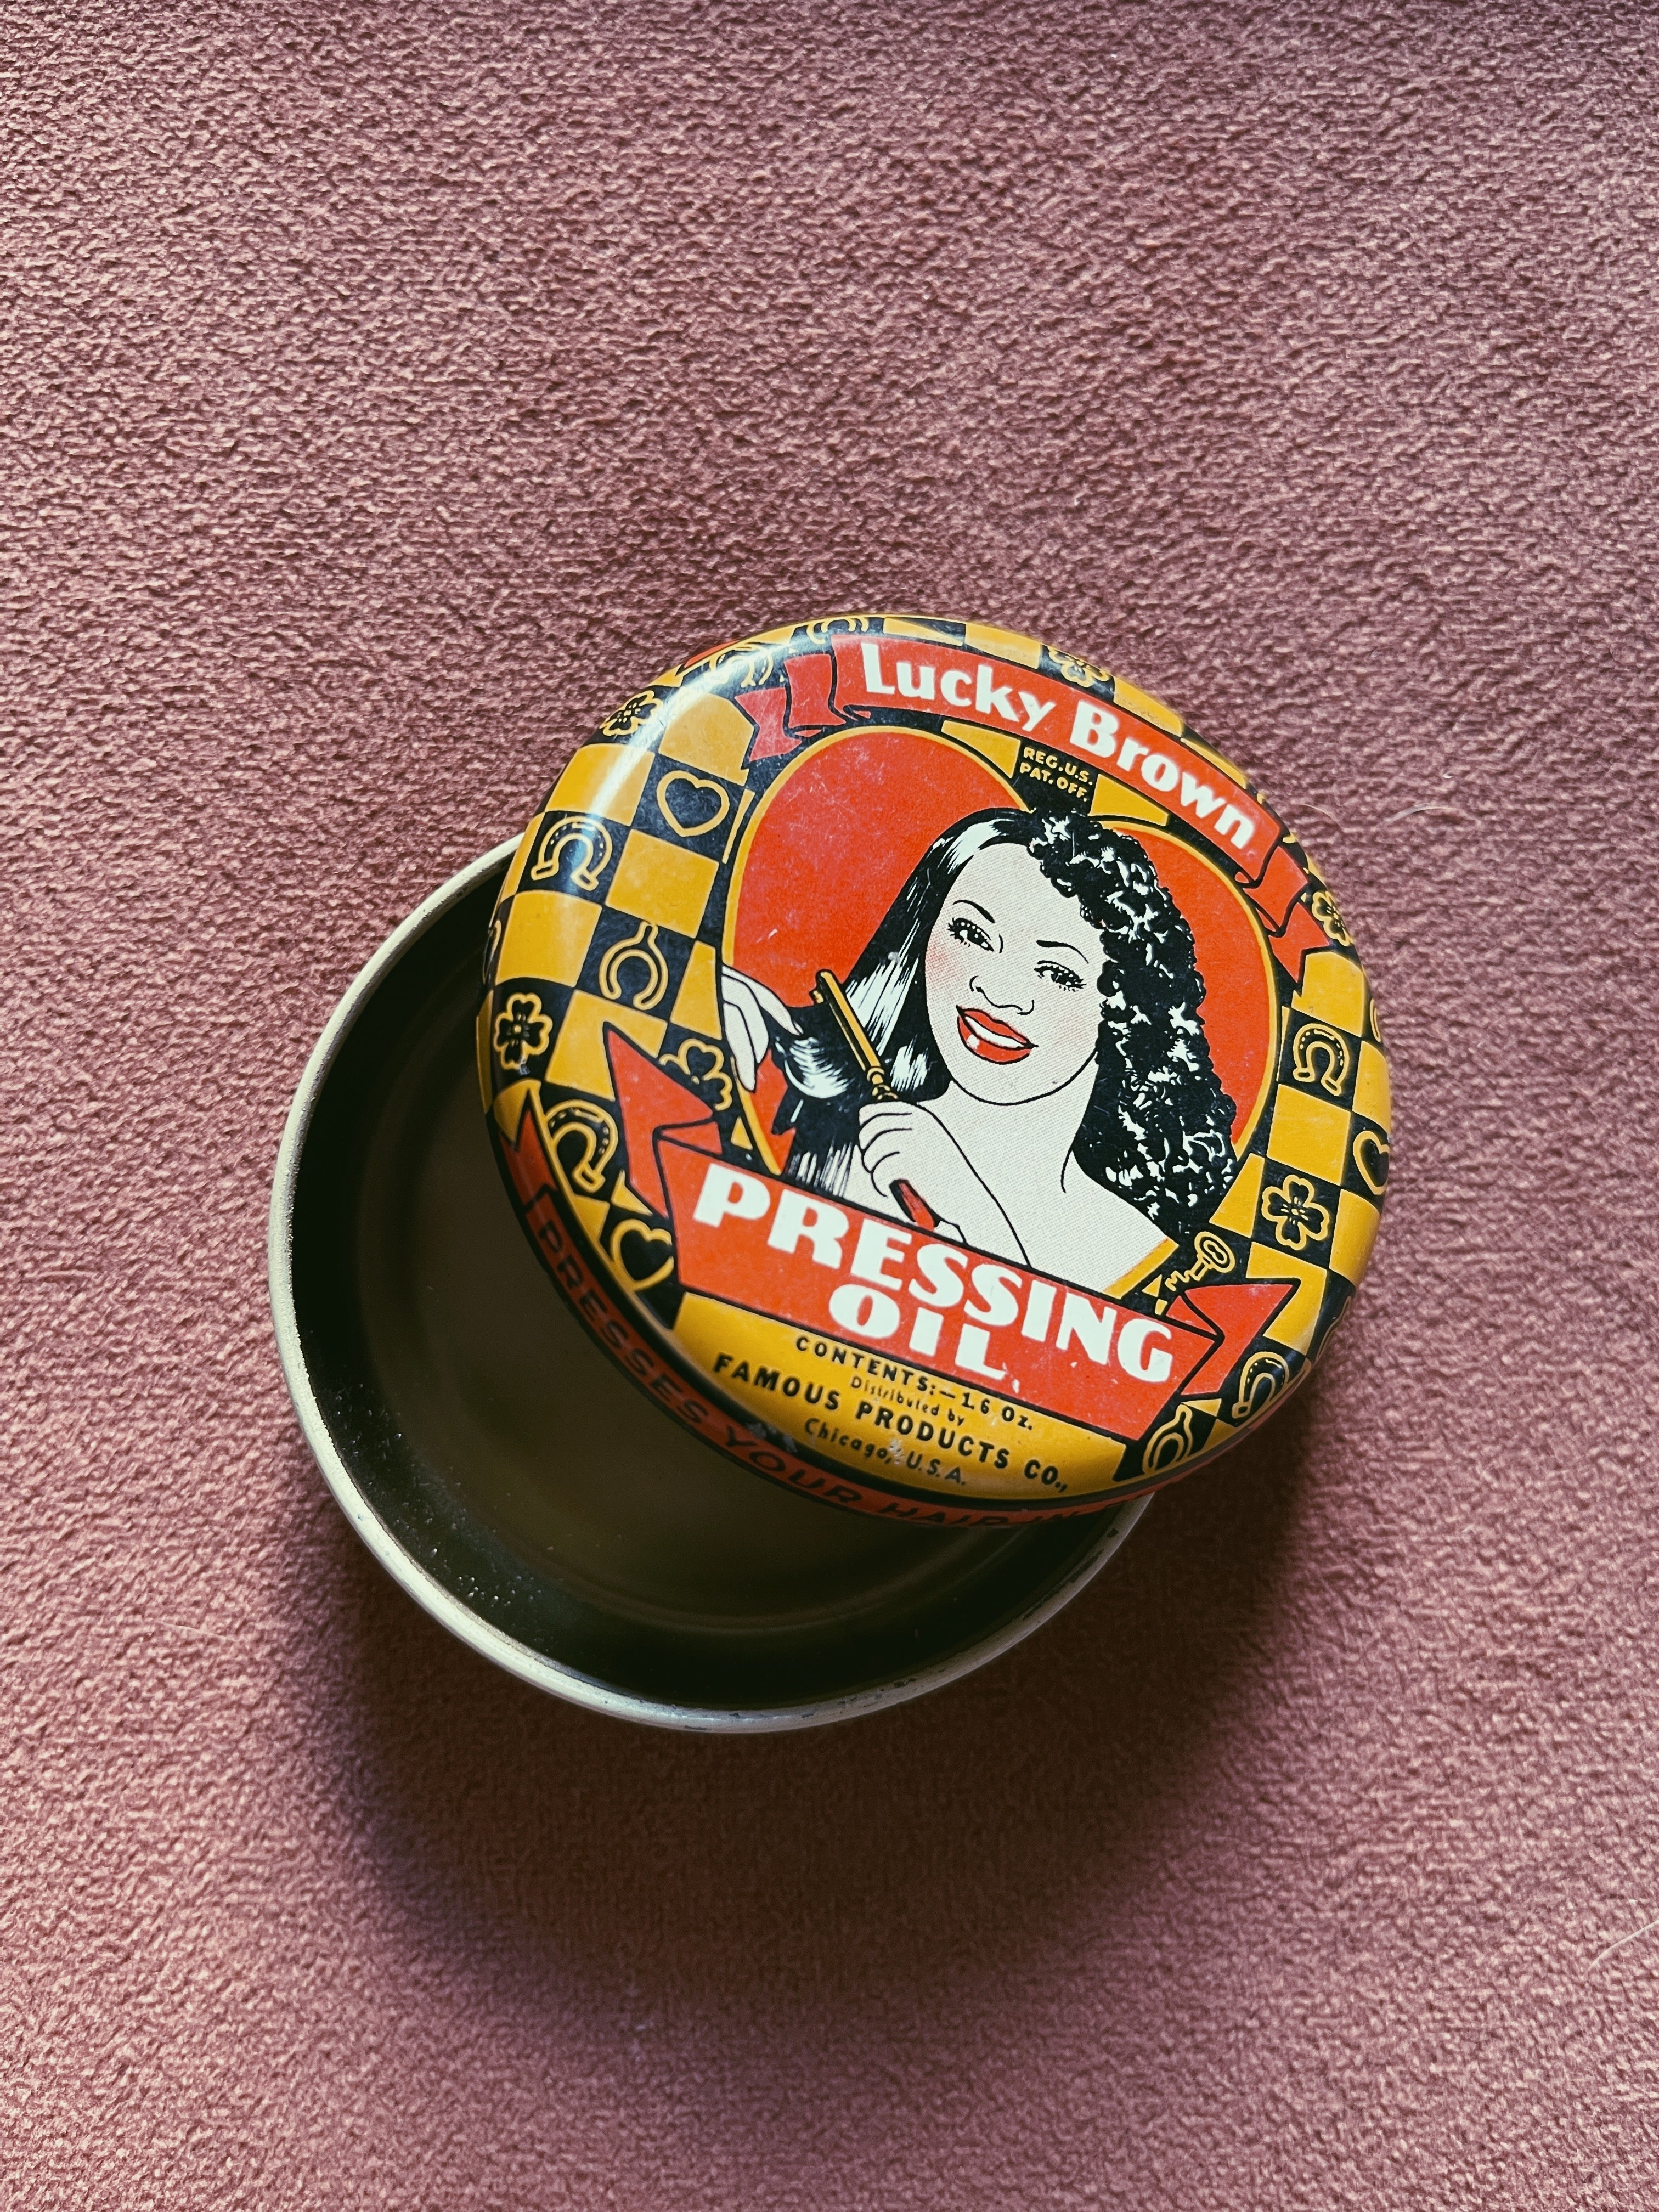 Lucky Brown
REG. U.S.
PAT. OFF.
PRESSING
OIL
CONTENTS:—1.6 Oz.
Distributed by
FAMOUS PRODUCTS CO.,
Chicago, U.S.A.
PRESSES YOUR HAIR IN